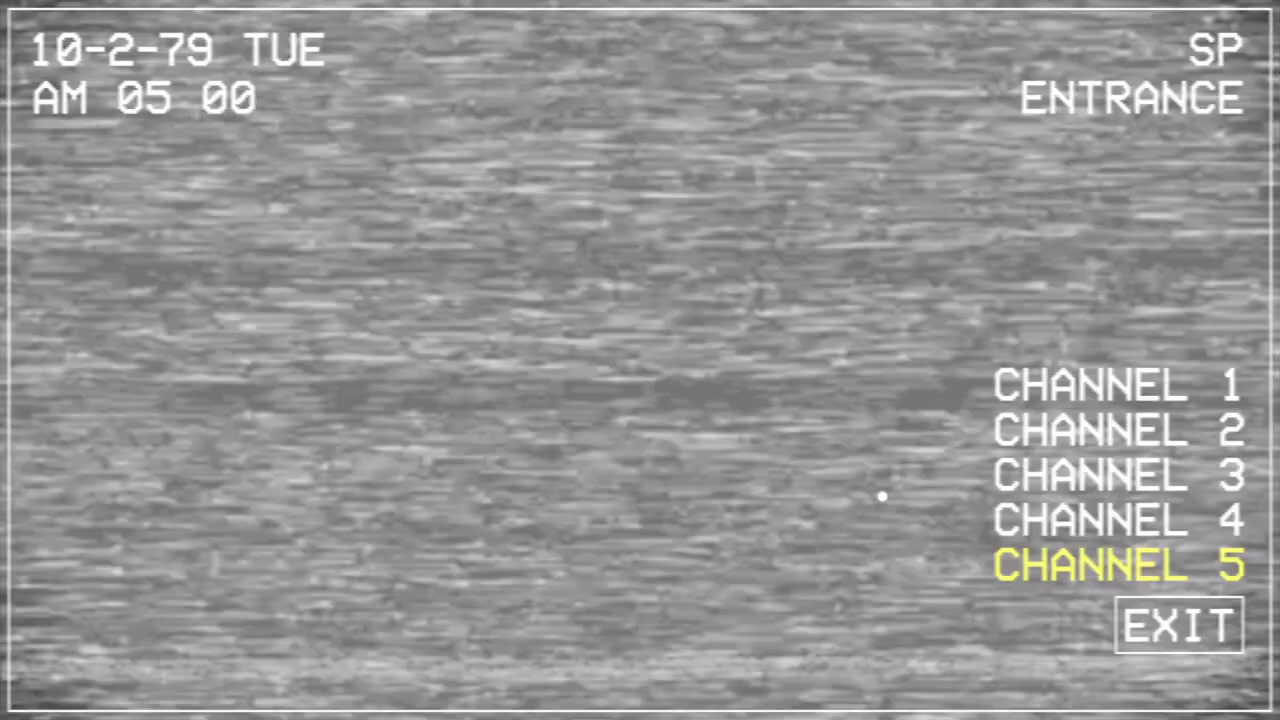 10-2-79 TUE
AM 05 00
SP
ENTRANCE
CHANNEL 1
CHANNEL 2
CHANNEL 3
CHANNEL 4
CHANNEL 5
EXIT